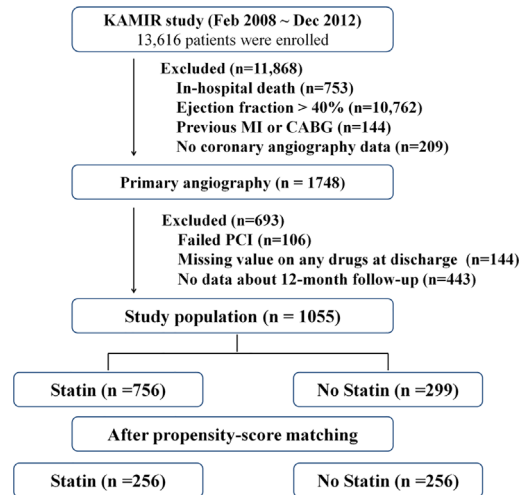 KAMIR study (Feb 2008 ~ Dec 2012)
13,616 patients were enrolled
Excluded (n=11,868)
In-hospital death (n=753)
Ejection fraction > 40% (n=10,762)
Previous MI or CABG (n=144)
No coronary angiography data (n=209)
Primary angiography (n = 1748)
Excluded (n=693)
Failed PCI (n=106)
Missing value on any drugs at discharge (n=144)
No data about 12-month follow-up (n=443)
Study population (n = 1055)
Statin (n =756)
No Statin (n =299)
After propensity-score matching
Statin (n =256)
No Statin (n =256)